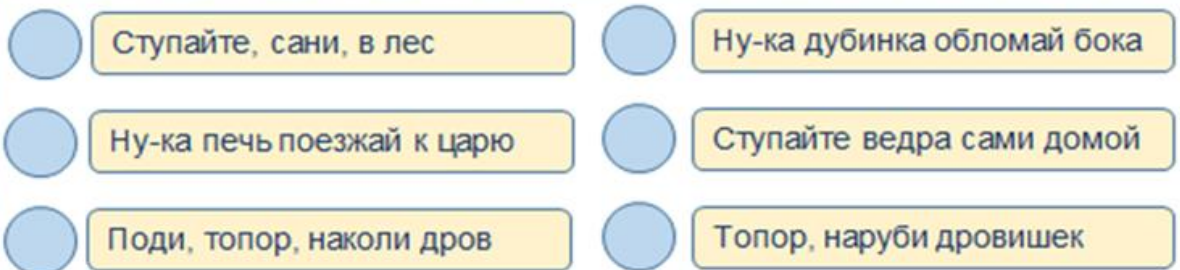 Ступайте, сани, в лес
Ну-ка дубинка обломай бока
Ну-ка печь поезжай к царю
Ступайте ведра сами домой
Поди, топор, наколи дров
Топор, наруби дровишек